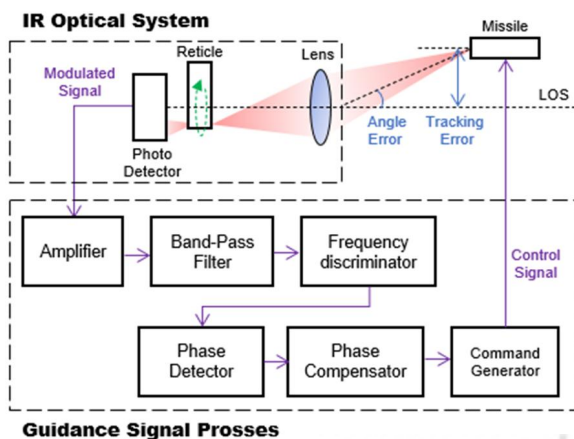 IR Optical System
Missile
Reticle
Lens
Modulated
Signal
LOS
Angle
Error
Tracking
Error
Photo
Detector
Amplifier
Band-Pass
Filter
Frequency
discriminator
Control
Signal
Phase
Detector
Phase
Compensator
Command
Generator
Guidance Signal Prosses